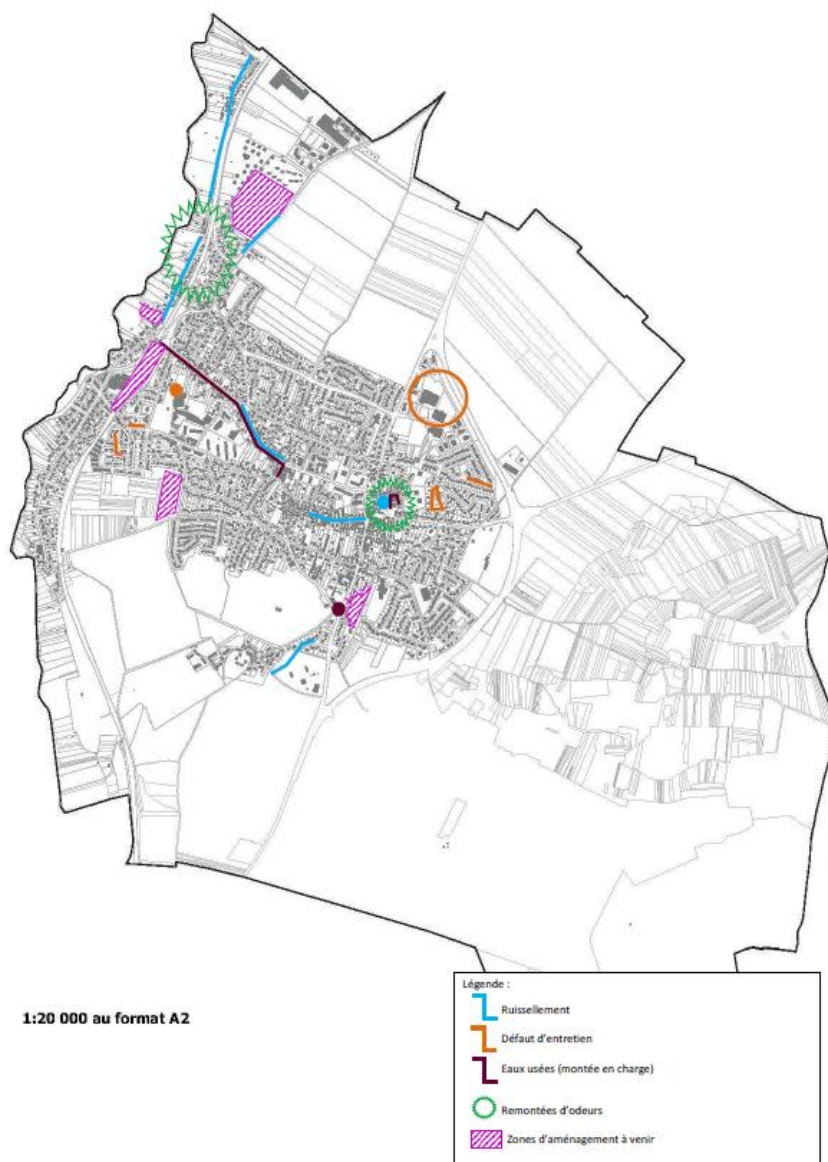 1:20 000 au format A2
Légende :
Ruissellement
Défaut d'entretien
Eaux usées (montée en charge)
Remontées d'odeurs
Zones d'aménagement à venir